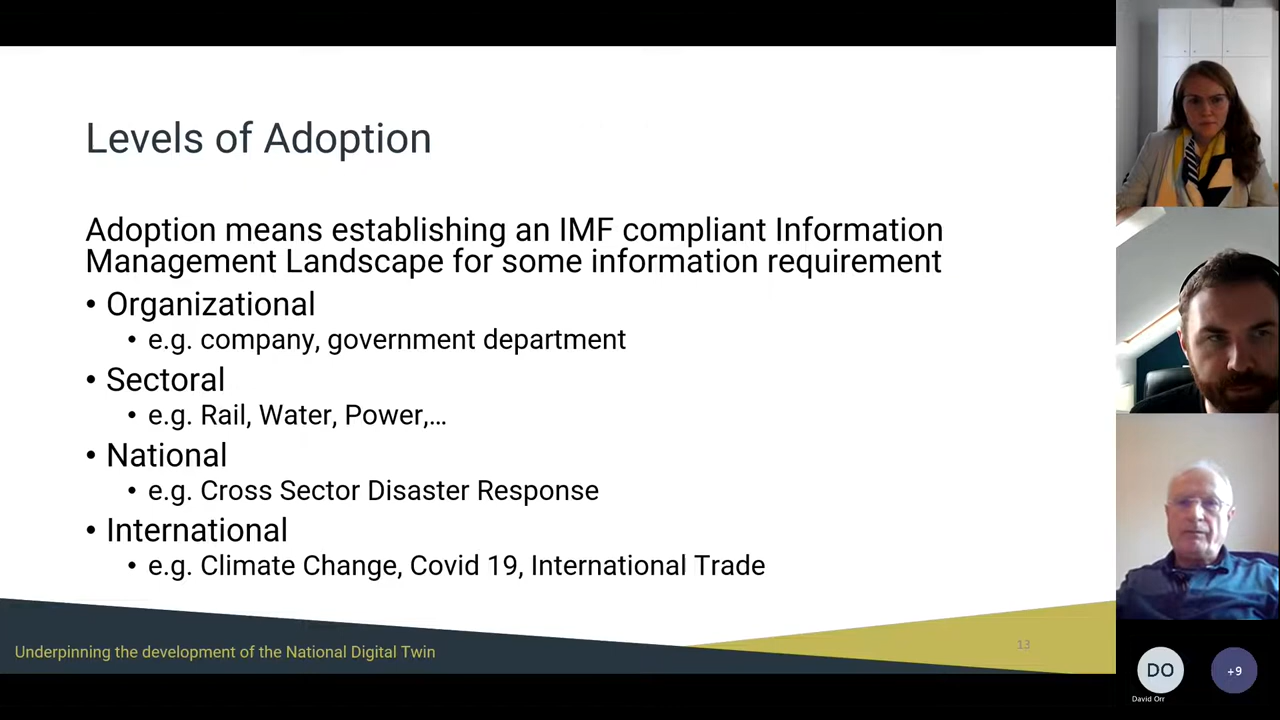 Levels of Adoption
Adoption means establishing an IMF compliant Information
Management Landscape for some information requirement
• Organizational
• e.g. company, government department
• Sectoral
• e.g. Rail, Water, Power,...
• National
• e.g. Cross Sector Disaster Response
• International
• e.g. Climate Change, Covid 19, International Trade
Underpinning the development of the National Digital Twin
13
DO
+9
David Orr